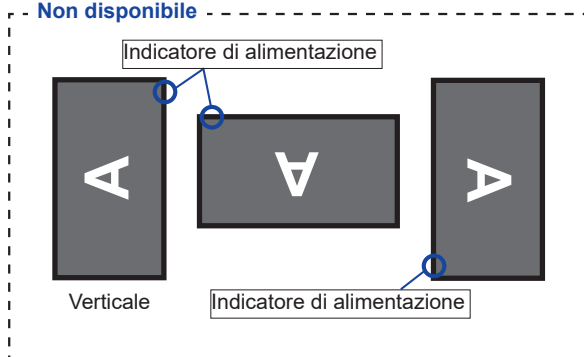 Non disponibile
Indicatore di alimentazione
A
A
A
Verticale
Indicatore di alimentazione